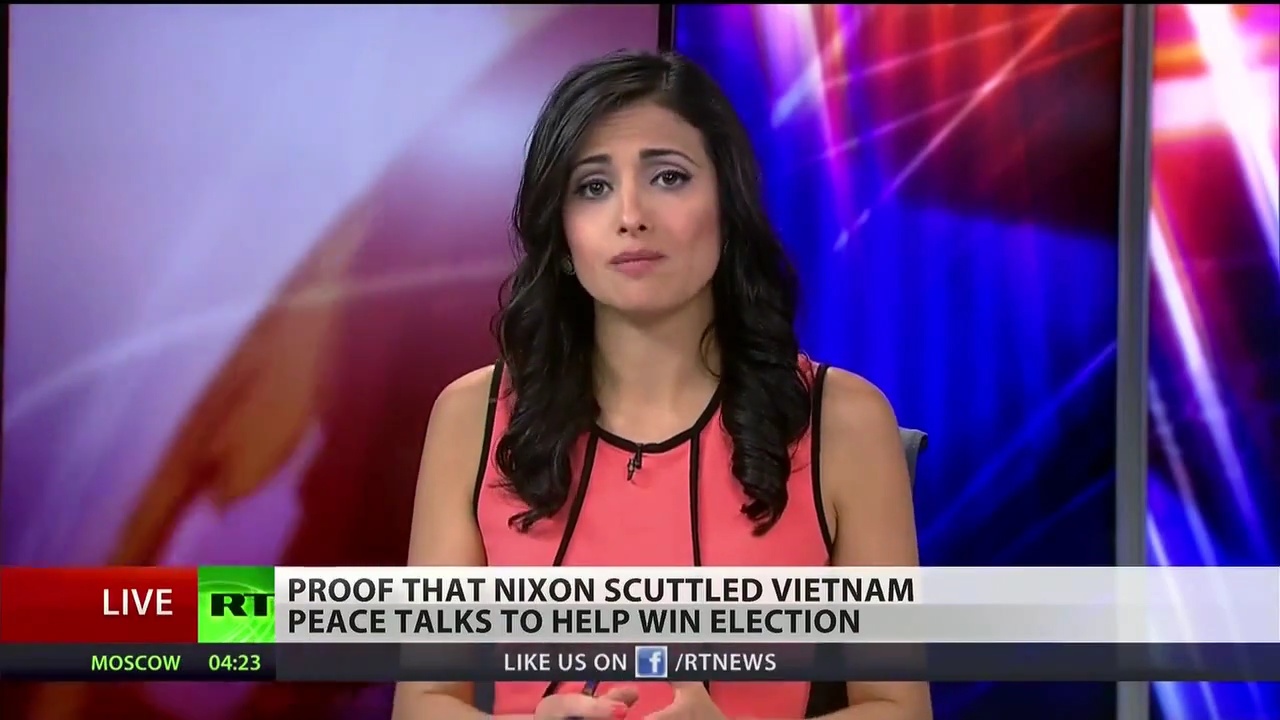 LIVE
RT
PROOF THAT NIXON SCUTTLED VIETNAM
PEACE TALKS TO HELP WIN ELECTION
MOSCOW 04:23
LIKE US ON f /RTNEWS